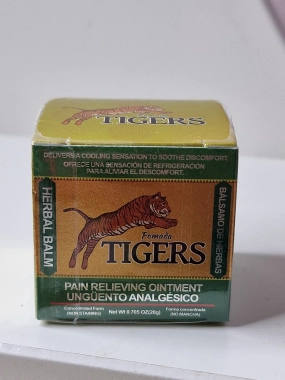 TIGERS
DELIVERS A COOLING SENSATION TO SOOTHE DISCOMFORT.
OFRECE UNA SENSACIÓN DE REFRIGERACIÓN
PARA ALIVIAR EL DESCOMFORT.
HERBAL BALM
Pomada
TIGERS
BÁLSAMO DE HIERBAS
PAIN RELIEVING OINTMENT
UNGÜENTO ANALGÉSICO
Concentrated Form
(NON STAINING)
Net Wt 0.705 OZ(20g)
Forma concentrada
(NO MANCHA)